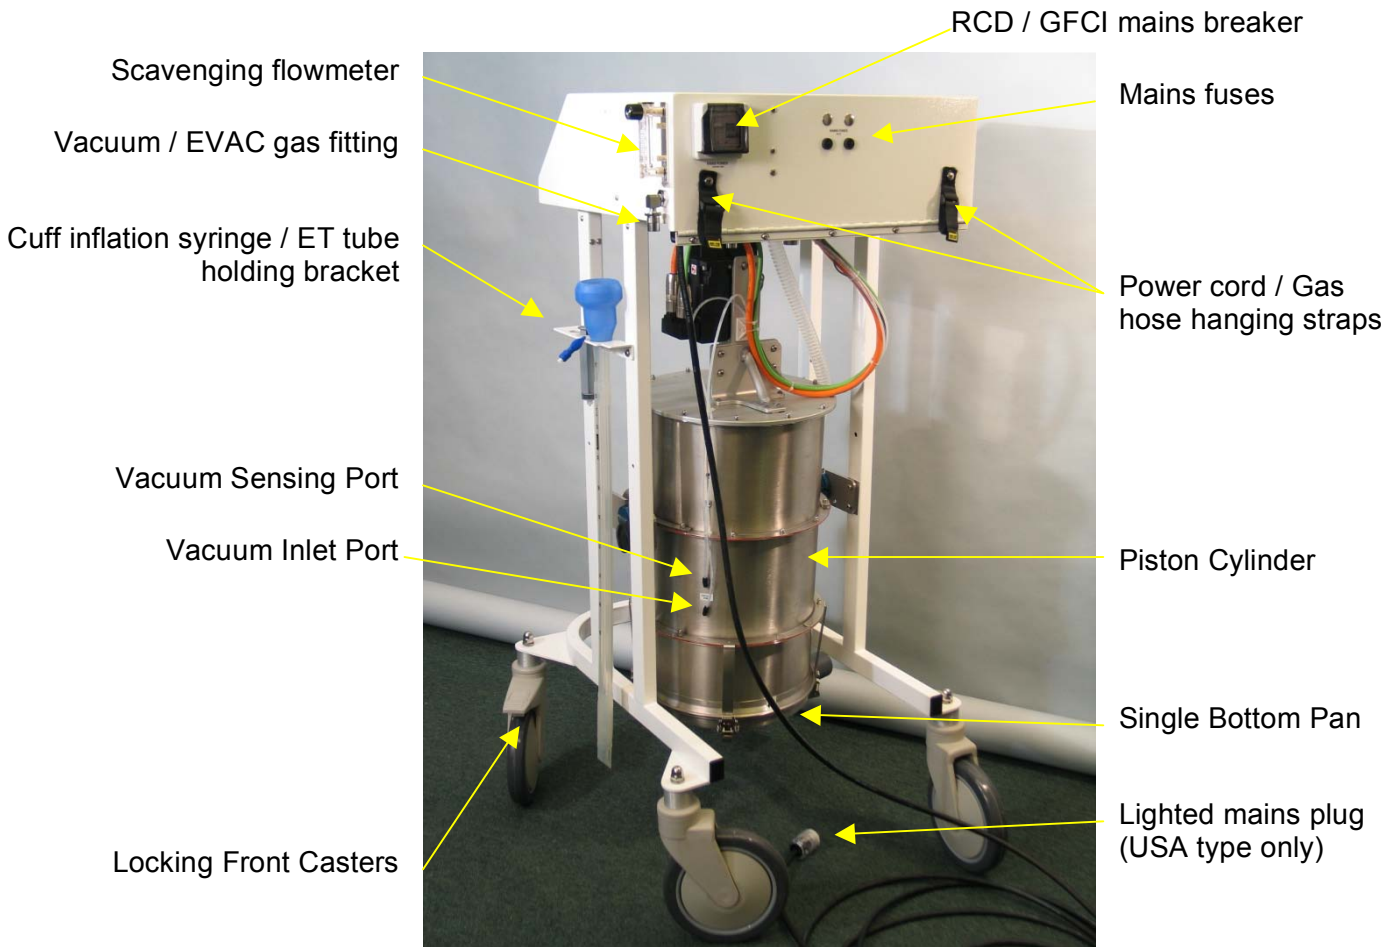 RCD / GFCI mains breaker
Scavenging flowmeter
Mains fuses
Vacuum / EVAC gas fitting
Cuff inflation syringe / ET tube
holding bracket
Power cord / Gas
hose hanging straps
Vacuum Sensing Port
Vacuum Inlet Port
Piston Cylinder
Single Bottom Pan
Lighted mains plug
(USA type only)
Locking Front Casters